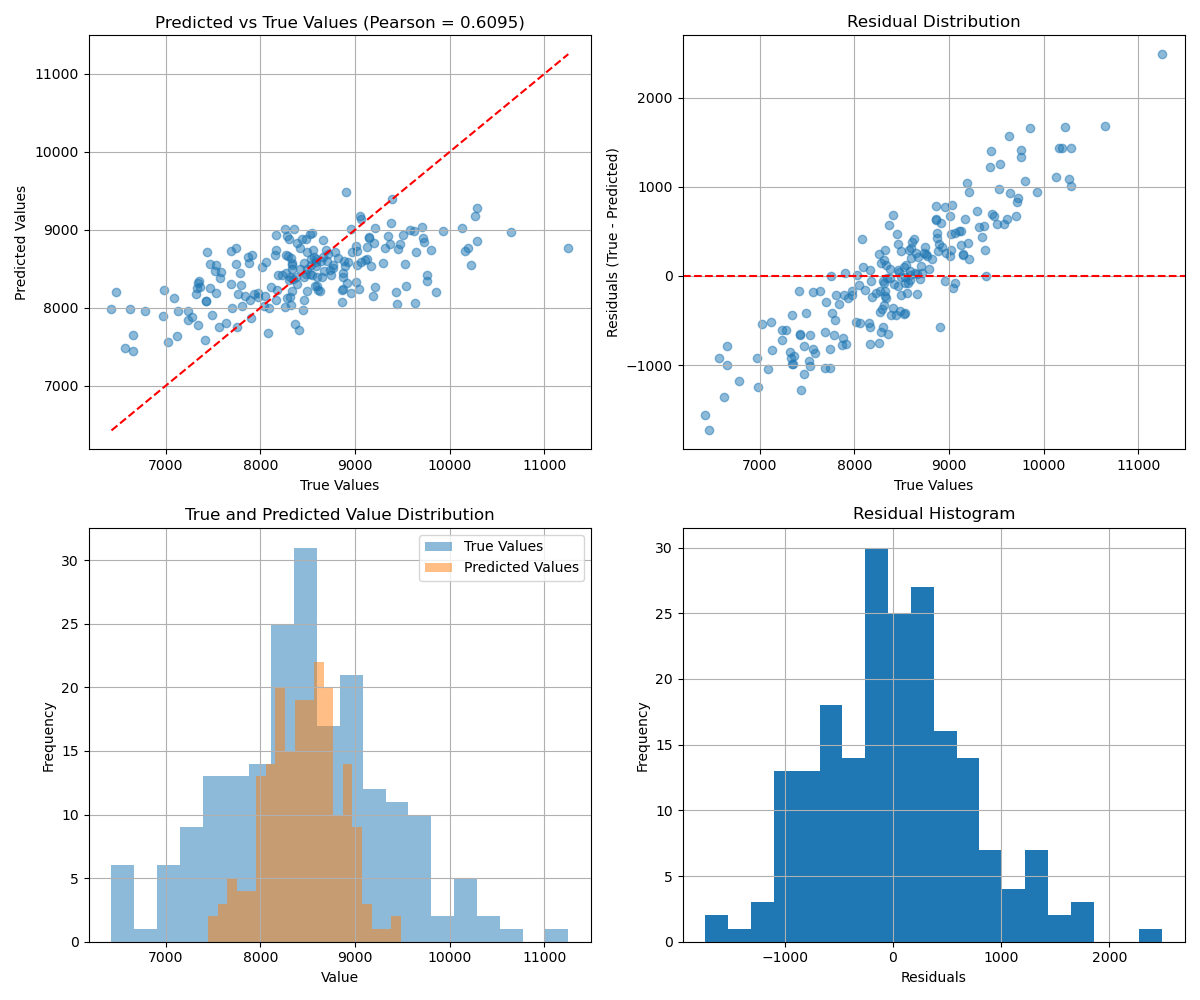 Predicted vs True Values (Pearson = 0.6095)
11000
10000
9000
8000
7000
Predicted Values
7000 8000 9000 10000 11000
True Values
Residual Distribution
2000
1000
0
−1000
Residuals (True - Predicted)
7000 8000 9000 10000 11000
True Values
True and Predicted Value Distribution
True Values
Predicted Values
30
25
20
15
10
5
0
Frequency
7000 8000 9000 10000 11000
Value
Residual Histogram
30
25
20
15
10
5
0
Frequency
−1000 0 1000 2000
Residuals